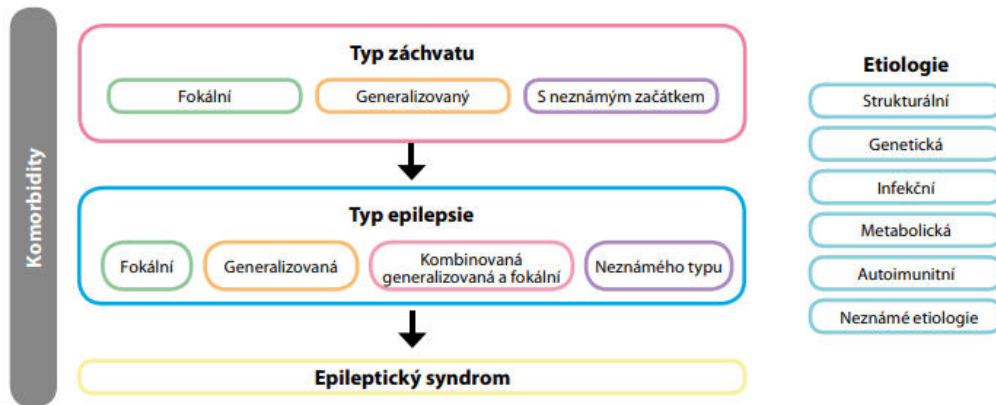 Komorbidity
Typ záchvatu
Fokální
Generalizovaný
S neznámým začátkem
Typ epilepsie
Fokální
Generalizovaná
Kombinovaná
generalizovaná a fokální
Neznámého typu
Epileptický syndrom
Etiologie
Strukturální
Genetická
Infekční
Metabolická
Autoimunitní
Neznámé etiologie